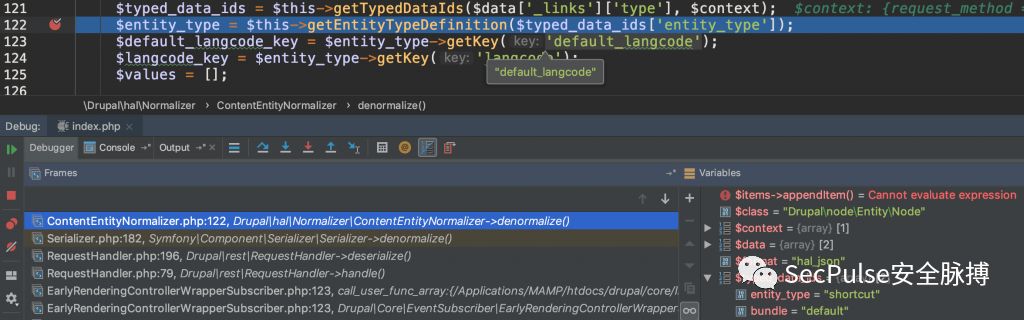 121 $typed_data_ids = $this->getTypedDataIds($data['_links']['type'], $context); $context: {request_method =
122 $entity_type = $this->getEntityTypeDefinition($typed_data_ids['entity_type']);
123 $default_langcode_key = $entity_type->getKey( key: 'default_langcode');
124 $langcode_key = $entity_type->getKey( 'langcode');
"default_langcode"
125 $values = [];
126
\Drupal\hal\Normalizer › ContentEntityNormalizer › denormalize()
Debug: index.php ×
Debugger Console →" Output →" ×
Frames →" Variables
$items->appendItem() = Cannot evaluate expression
ContentEntityNormalizer.php:122, Drupal\hal\Normalizer\ContentEntityNormalizer->denormalize()
$class = "Drupal\node\Entity\Node"
Serializer.php:182, Symfony\Component\Serializer\Serializer->denormalize()
$context = {array} [1]
RequestHandler.php:196, Drupal\rest\RequestHandler->deserialize()
$data = {array} [2]
RequestHandler.php:79, Drupal\rest\RequestHandler->handle()
= "hal_json"
EarlyRenderingControllerWrapperSubscriber.php:123, call_user_func_array:{/Applications/MAMP/htdocs/drupal/core/l
SecPulse安全脉搏
entity_type = "shortcut"
EarlyRenderingControllerWrapperSubscriber.php:123, Drupal\Core\EventSubscriber\EarlyRenderingControllerWrapper
bundle = "default"